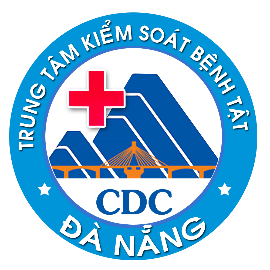 TRUNG TÂM KIỂM SOÁT BỆNH TẬT
CDC
ĐÀ NẴNG